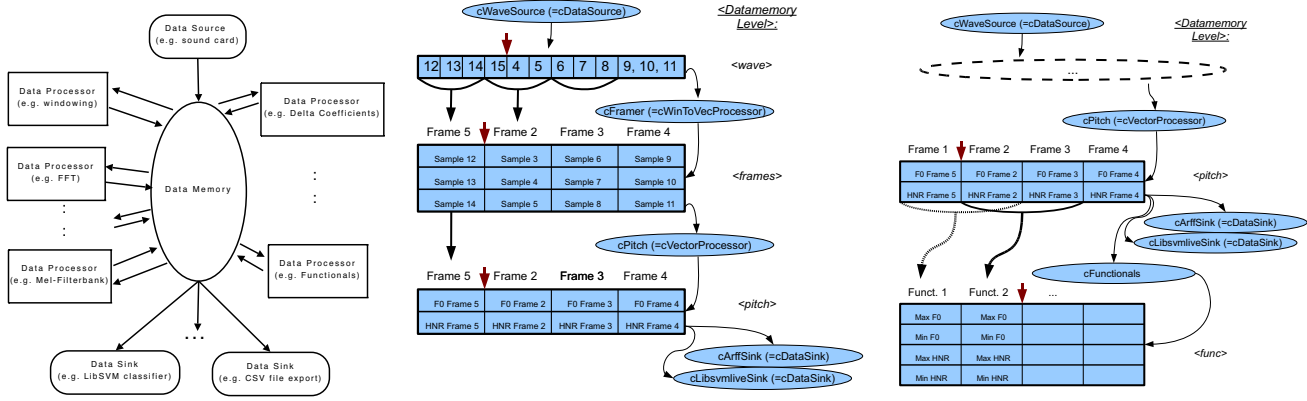 Data Source
(e.g. sound card)
Data Processor
(e.g. windowing)
Data Processor
(e.g. Delta Coefficients)
Data Processor
(e.g. FFT)
Data Memory
:
:
:
:
Data Processor
(e.g. Mel-Filterbank)
Data Processor
(e.g. Functionals)
...
Data Sink
(e.g. LibSVM classifier)
Data Sink
(e.g. CSV file export)
cWaveSource (=cDataSource)
<Datamemory
Level>:
12 13 14 15 4 5 6 7 8 9, 10, 11
<wave>
cFramer (=cWinToVecProcessor)
Frame 5 Frame 2 Frame 3 Frame 4
Sample 12 Sample 3 Sample 6 Sample 9
Sample 13 Sample 4 Sample 7 Sample 10
Sample 14 Sample 5 Sample 8 Sample 11
<frames>
cPitch (=cVectorProcessor)
Frame 5 Frame 2 Frame 3 Frame 4
F0 Frame 5 F0 Frame 2 F0 Frame 3 F0 Frame 4
HNR Frame 5 HNR Frame 2 HNR Frame 3 HNR Frame 4
<pitch>
cArffSink (=cDataSink)
cLibsvmliveSink (=cDataSink)
cWaveSource (=cDataSource)
<Datamemory
Level>:
...
cPitch (=cVectorProcessor)
Frame 1 Frame 2 Frame 3 Frame 4
F0 Frame 5 F0 Frame 2 F0 Frame 3 F0 Frame 4
HNR Frame 5 HNR Frame 2 HNR Frame 3 HNR Frame 4
<pitch>
cArffSink (=cDataSink)
cLibsvmliveSink (=cDataSink)
cFunctionals
Funct. 1 Funct. 2 ...
Max F0 Max F0
Min F0 Min F0
Max HNR Max HNR
Min HNR Min HNR
<func>